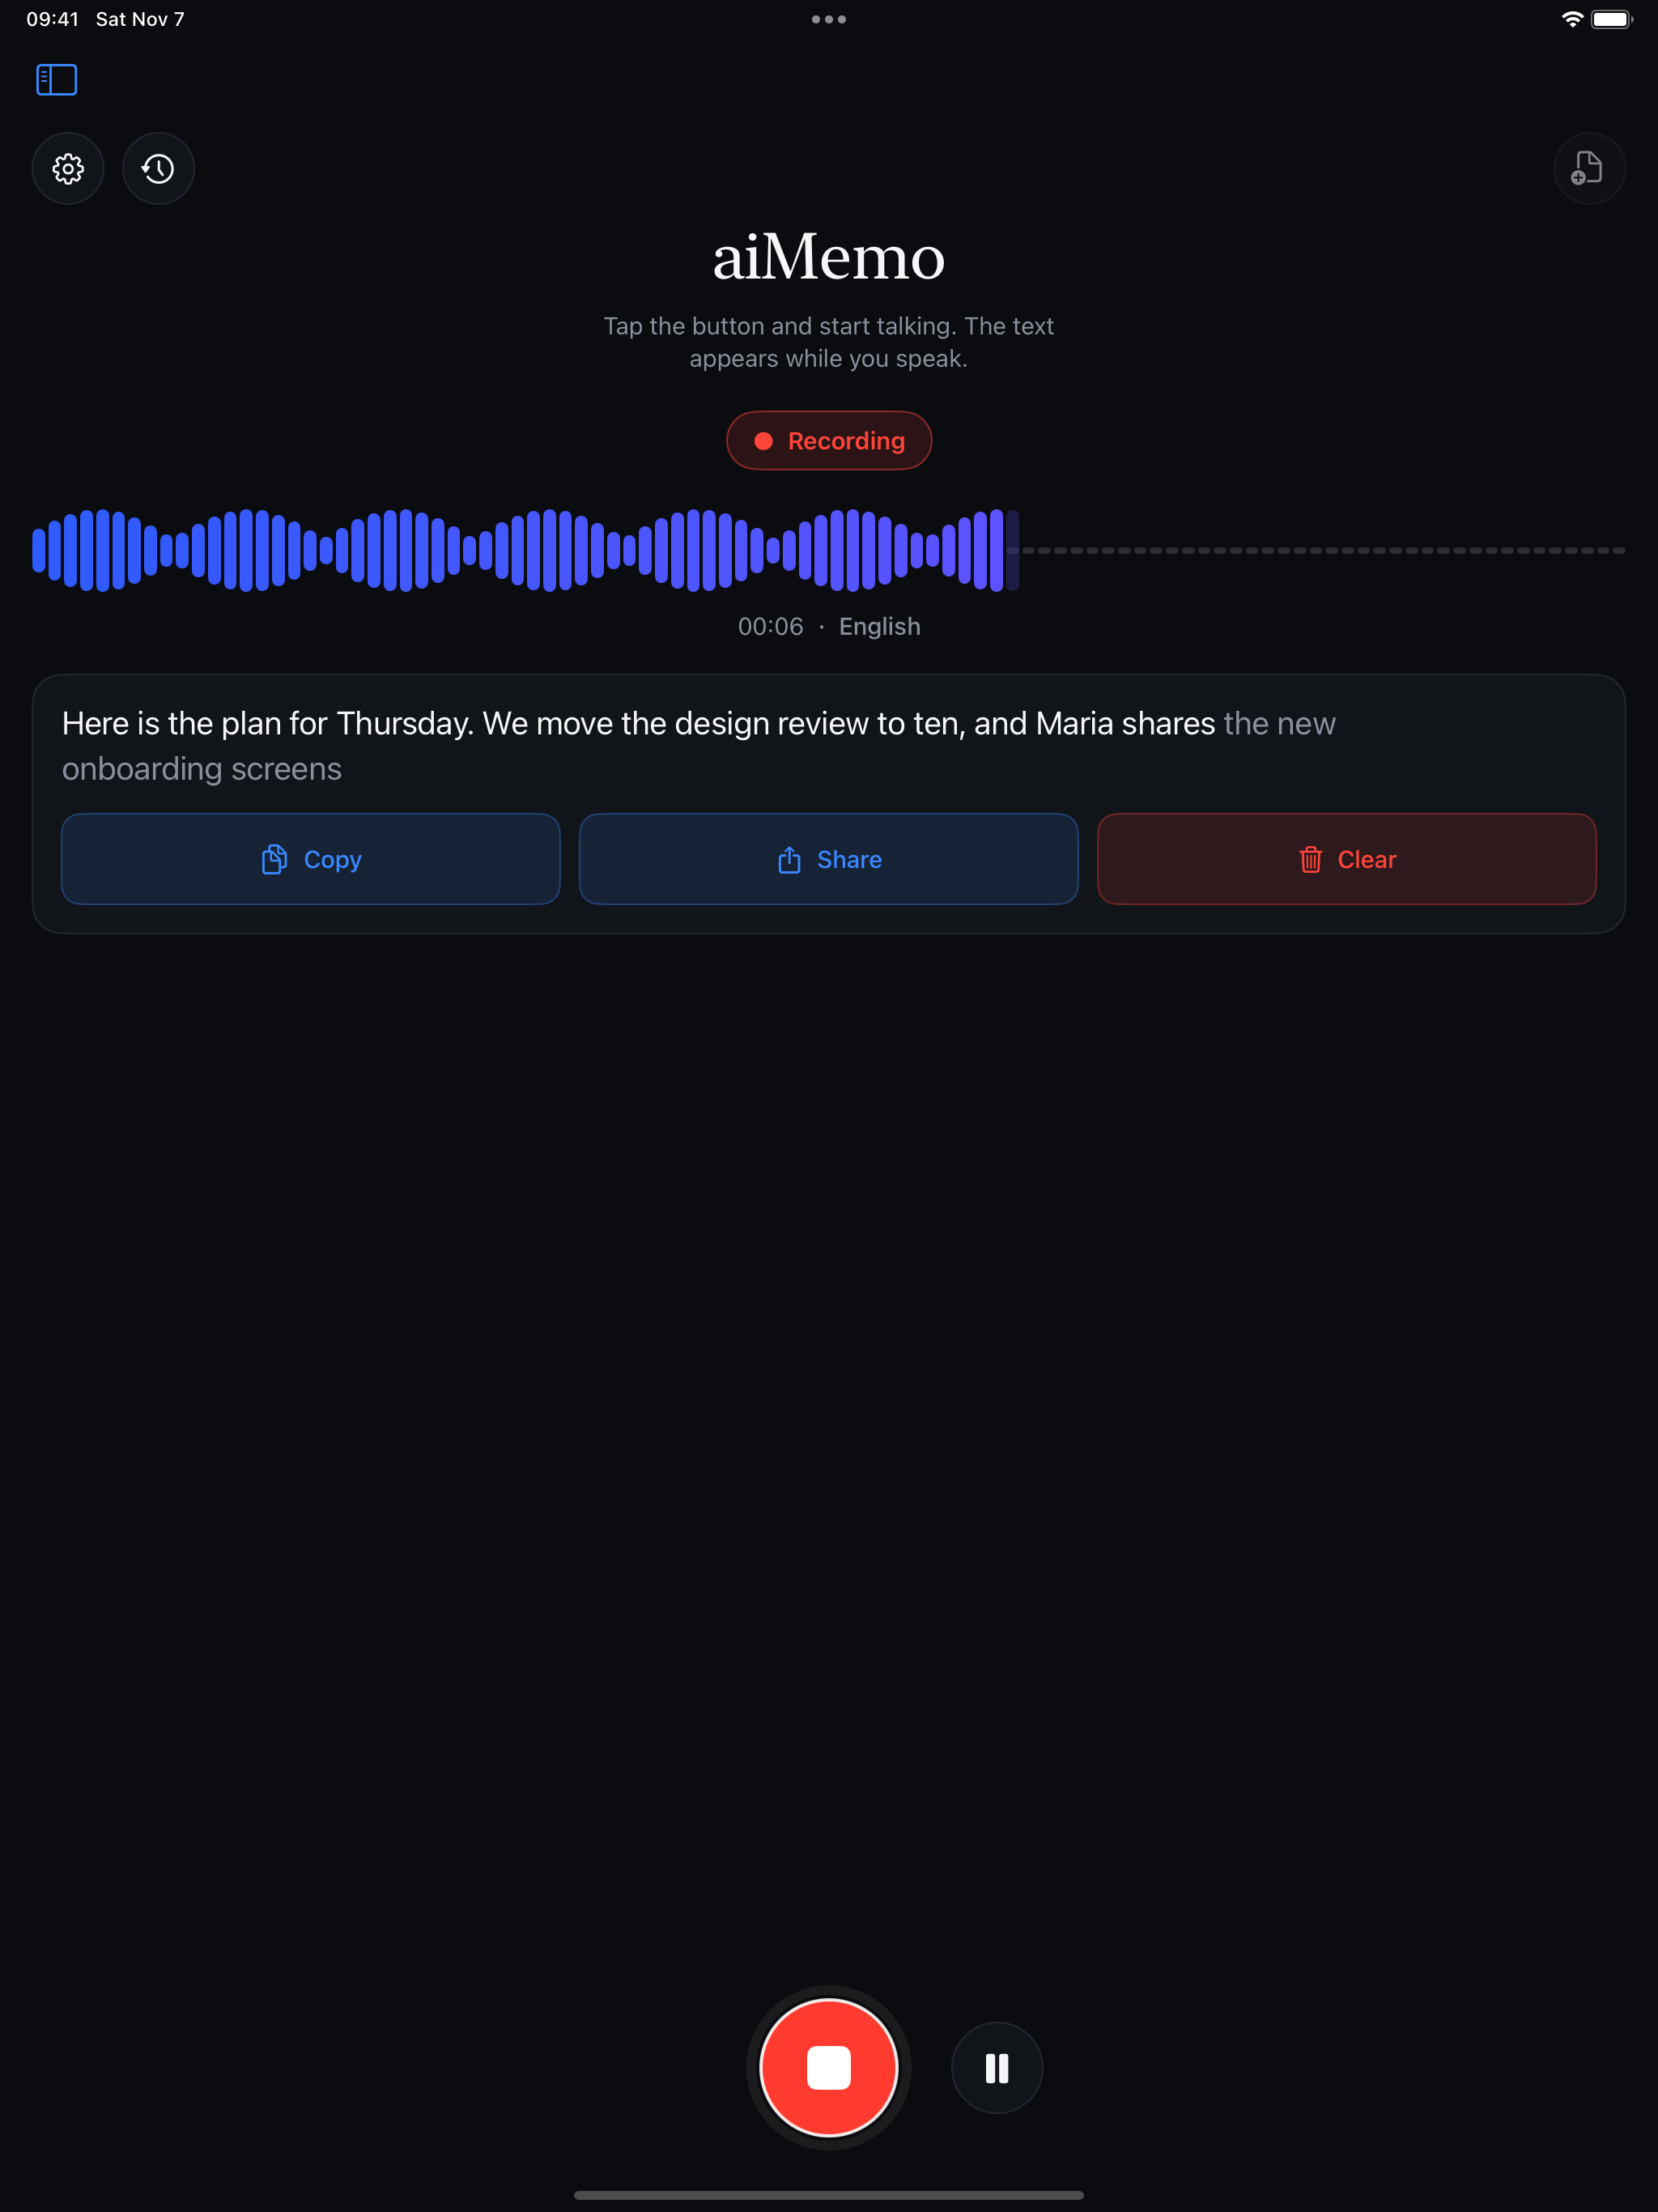 09:41 Sat Nov 7
aiMemo
Tap the button and start talking. The text
appears while you speak.
Recording
00:06 · English
Here is the plan for Thursday. We move the design review to ten, and Maria shares the new
onboarding screens
Copy
Share
Clear